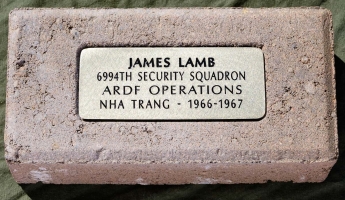 JAMES LAMB
6994TH SECURITY SQUADRON
ARDF OPERATIONS
NHA TRANG - 1966-1967